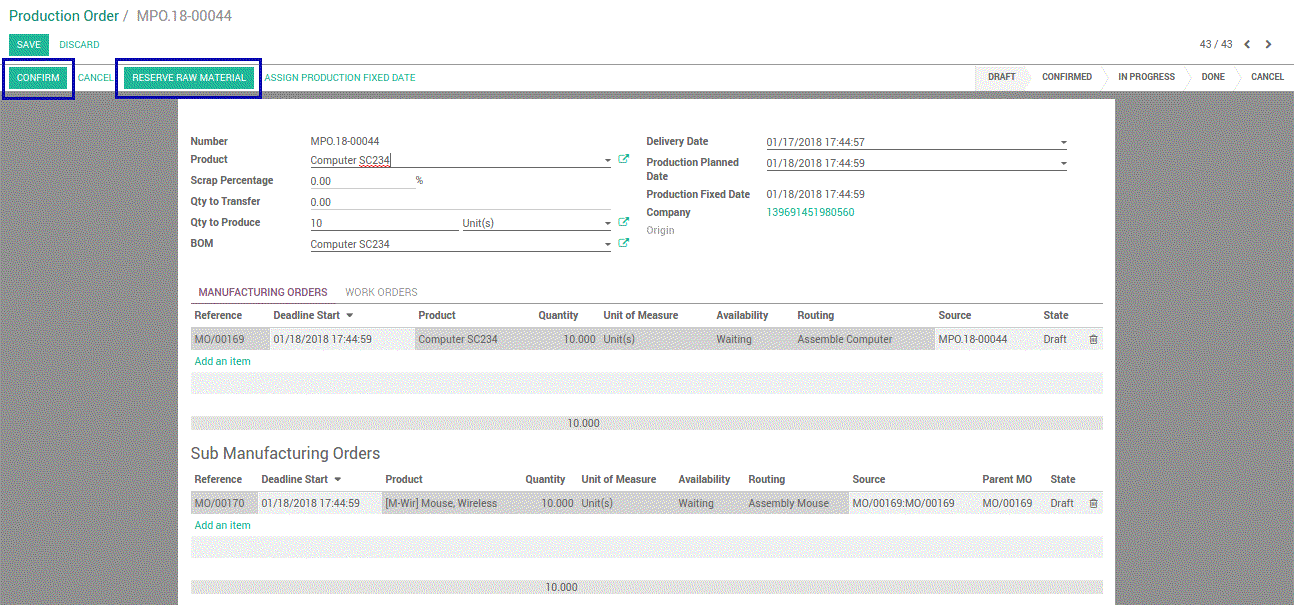 Production Order / MPO.18-00044
SAVE DISCARD 43 / 43
CONFIRM CANCEL RESERVE RAW MATERIAL ASSIGN PRODUCTION FIXED DATE DRAFT CONFIRMED IN PROGRESS DONE CANCEL
Number MPO.18-00044 Delivery Date 01/17/2018 17:44:57
Product Computer SC234 Production Planned Date 01/18/2018 17:44:59
Scrap Percentage 0.00 %
Qty to Transfer 0.00 Production Fixed Date 01/18/2018 17:44:59
Qty to Produce 10 Unit(s) Company 139691451980560
BOM Computer SC234 Origin
MANUFACTURING ORDERS WORK ORDERS
Reference Deadline Start Product Quantity Unit of Measure Availability Routing Source State
MO/00169 01/18/2018 17:44:59 Computer SC234 10.000 Unit(s) Waiting Assemble Computer MPO.18-00044 Draft
Add an item
10.000
Sub Manufacturing Orders
Reference Deadline Start Product Quantity Unit of Measure Availability Routing Source Parent MO State
MO/00170 01/18/2018 17:44:59 [M-Wir] Mouse, Wireless 10.000 Unit(s) Waiting Assembly Mouse MO/00169:MO/00169 MO/00169 Draft
Add an item
10.000